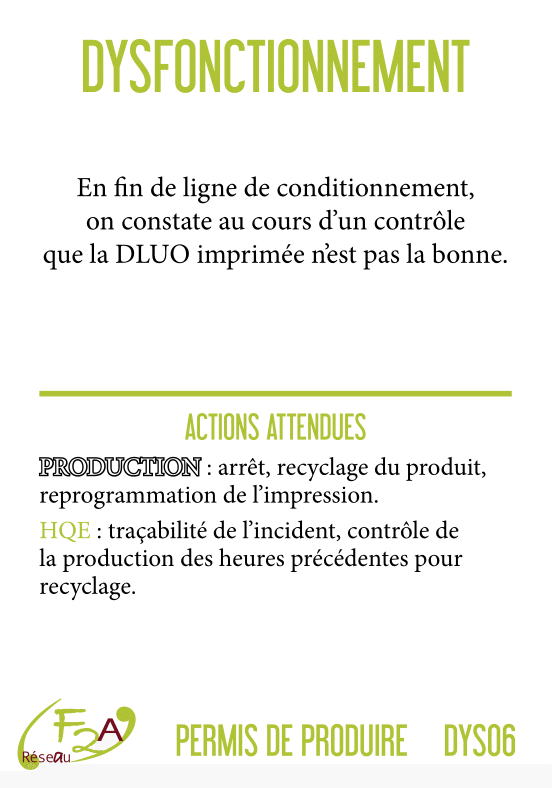 DYSFONCTIONNEMENT
En fin de ligne de conditionnement,
on constate au cours d’un contrôle
que la DLUO imprimée n’est pas la bonne.
ACTIONS ATTENDUES
PRODUCTION : arrêt, recyclage du produit,
reprogrammation de l’impression.
HQE : traçabilité de l’incident, contrôle de
la production des heures précédentes pour
recyclage.
F2A
Réseau
PERMIS DE PRODUIRE DYS06